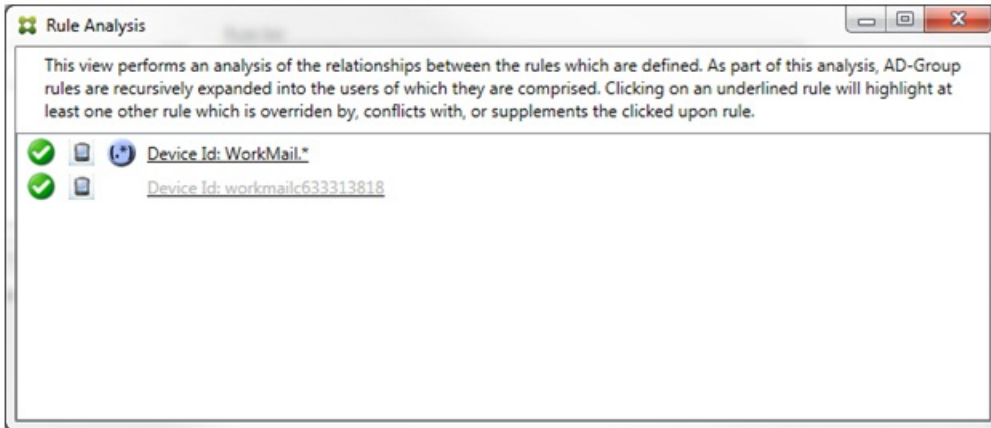 Rule Analysis
This view performs an analysis of the relationships between the rules which are defined. As part of this analysis, AD-Group
rules are recursively expanded into the users of which they are comprised. Clicking on an underlined rule will highlight at
least one other rule which is overriden by, conflicts with, or supplements the clicked upon rule.
(.*) Device Id: WorkMail.*
Device Id: workmailc633313818